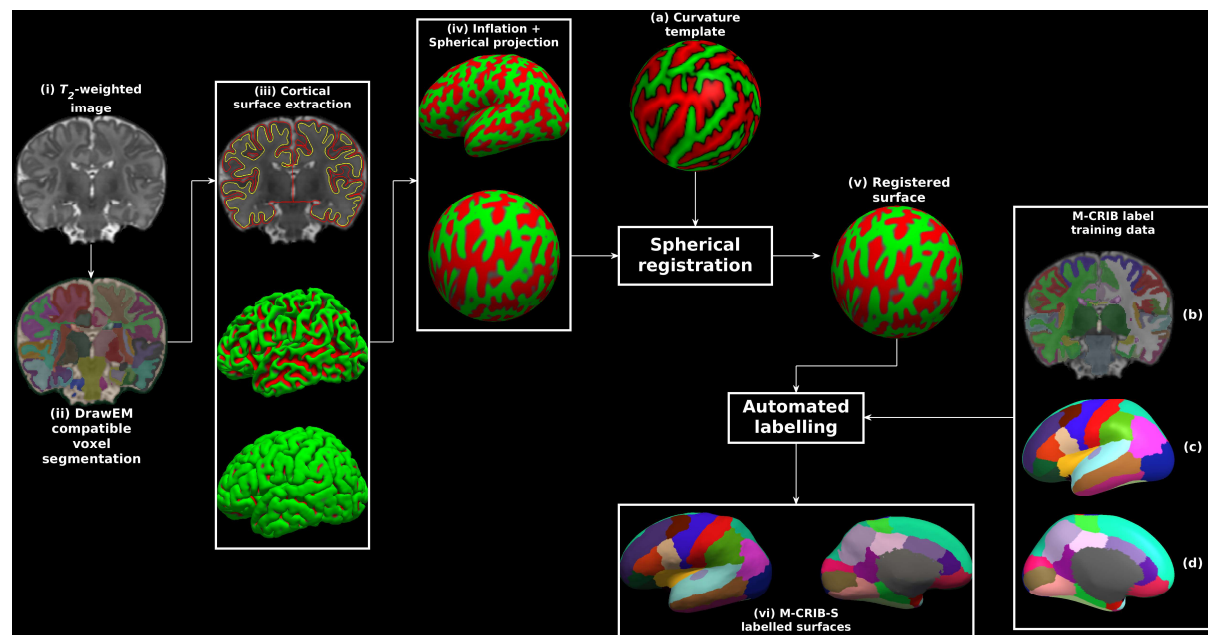 (i) T2-weighted
image
(ii) DrawEM
compatible
voxel
segmentation
(iii) Cortical
surface extraction
(iv) Inflation +
Spherical projection
(a) Curvature
template
Spherical
registration
(v) Registered
surface
M-CRIB label
training data
(b)
(c)
(d)
Automated
labelling
(vi) M-CRIB-S
labelled surfaces